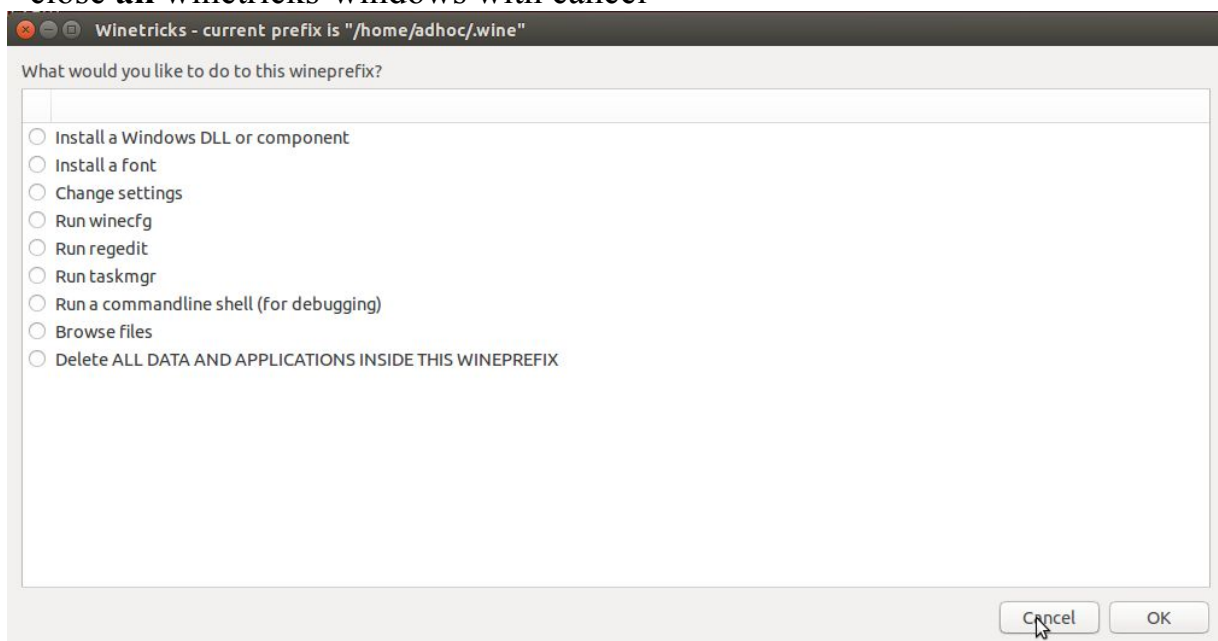 close all winetricks-windows with cancel
Winetricks - current prefix is "/home/adhoc/.wine"
What would you like to do to this wineprefix?
Install a Windows DLL or component
Install a font
Change settings
Run winecfg
Run regedit
Run taskmgr
Run a commandline shell (for debugging)
Browse files
Delete ALL DATA AND APPLICATIONS INSIDE THIS WINEPREFIX
Cancel OK